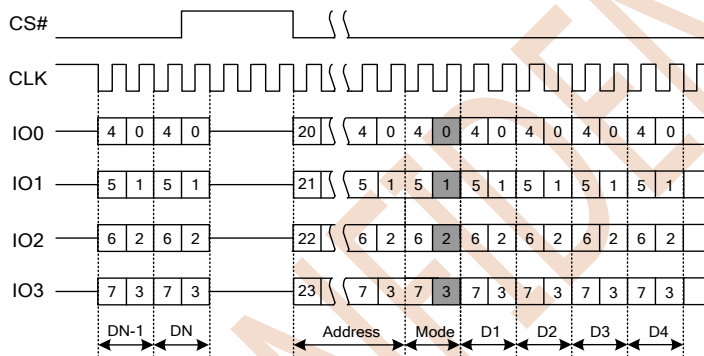 CS#
CLK
IO0 4 0 4 0 20 4 0 4 0 4 0 4 0 4 0 4 0
IO1 5 1 5 1 21 5 1 5 1 5 1 5 1 5 1 5 1
IO2 6 2 6 2 22 6 2 6 2 6 2 6 2 6 2 6 2
IO3 7 3 7 3 23 7 3 7 3 7 3 7 3 7 3 7 3
DN-1 DN Address Mode D1 D2 D3 D4